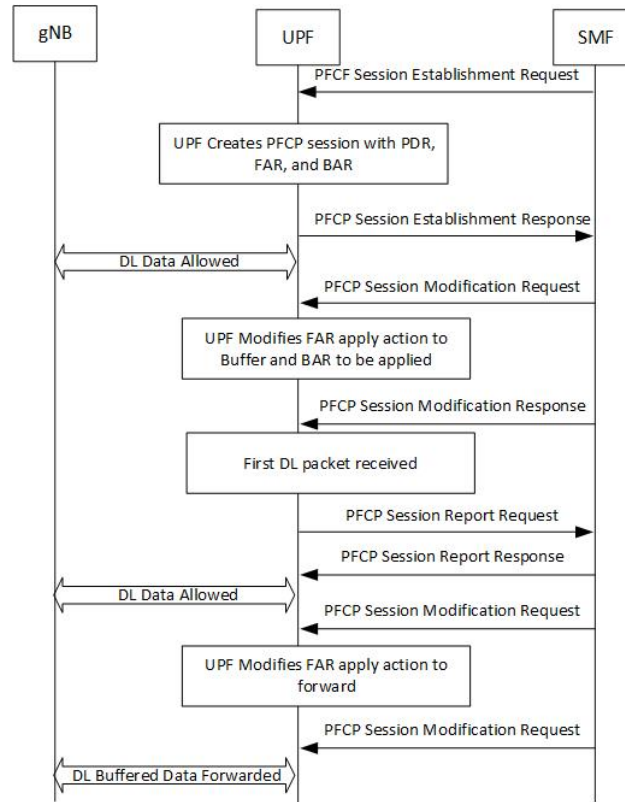 gNB
UPF
SMF
PFCF Session Establishment Request
UPF Creates PFCP session with PDR,
FAR, and BAR
PFCP Session Establishment Response
DL Data Allowed
PFCP Session Modification Request
UPF Modifies FAR apply action to
Buffer and BAR to be applied
PFCP Session Modification Response
First DL packet received
PFCP Session Report Request
PFCP Session Report Response
DL Data Allowed
PFCP Session Modification Request
UPF Modifies FAR apply action to
forward
PFCP Session Modification Request
DL Buffered Data Forwarded